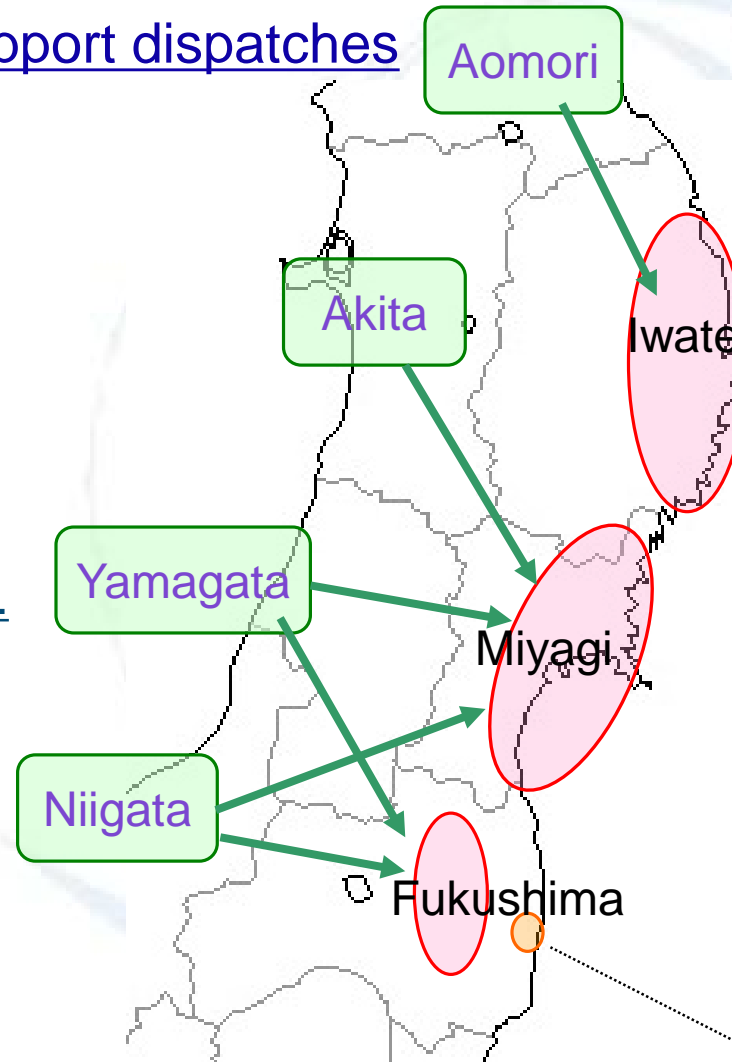 pport dispatches
Aomori
Akita
Iwate
Yamagata
.
Miyagi
Niigata
Fukushima